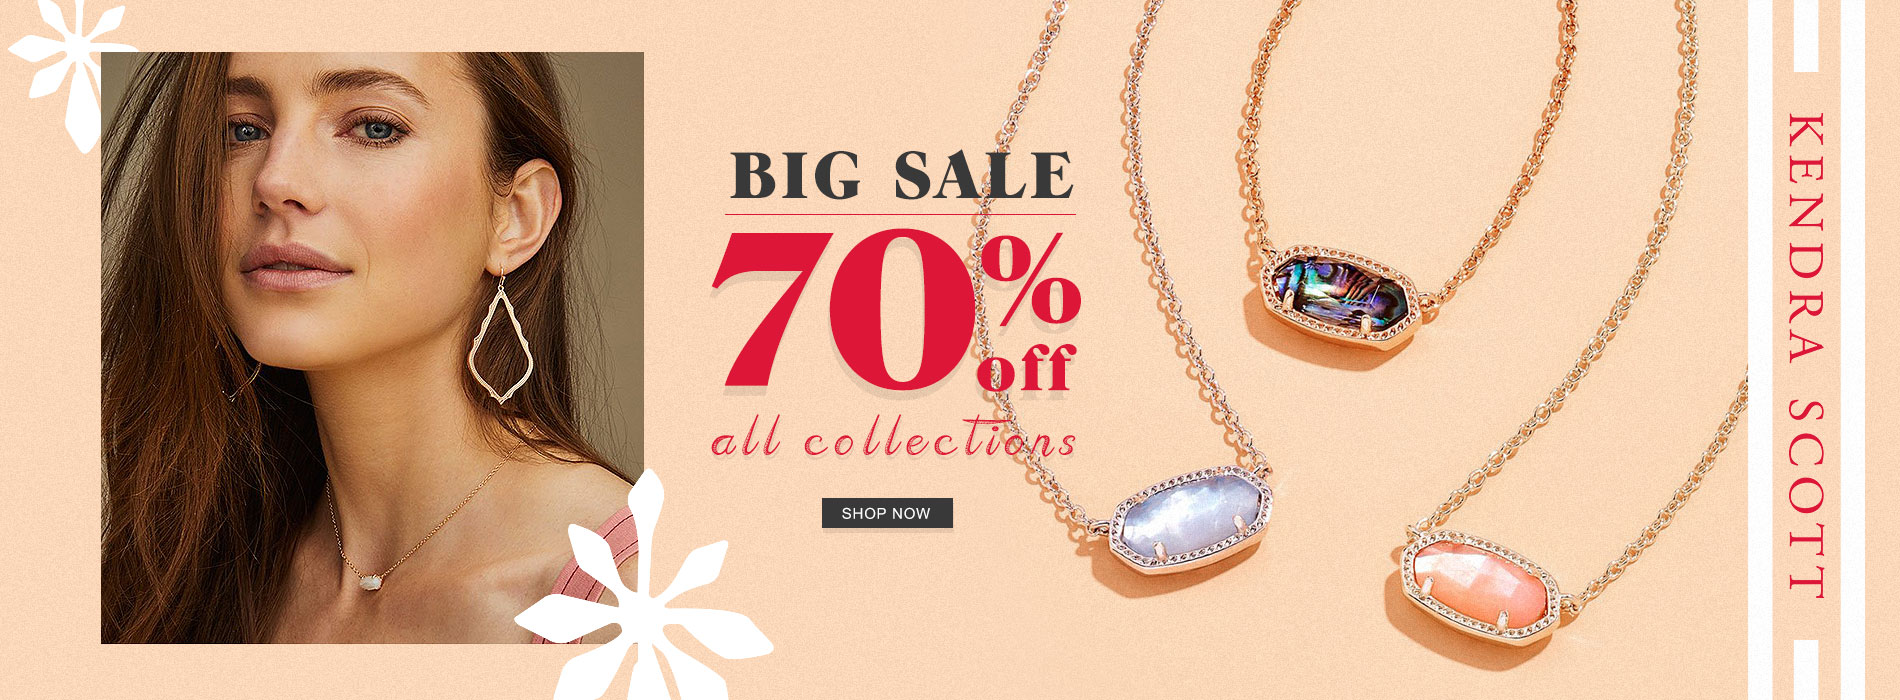 BIG SALE
70%
off
all collections
SHOP NOW
KENDRA SCOTT